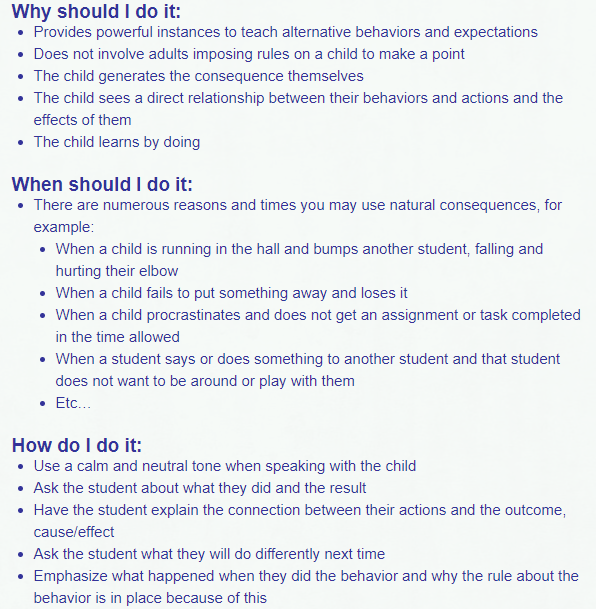 Why should I do it:
• Provides powerful instances to teach alternative behaviors and expectations
• Does not involve adults imposing rules on a child to make a point
• The child generates the consequence themselves
• The child sees a direct relationship between their behaviors and actions and the
effects of them
• The child learns by doing
When should I do it:
• There are numerous reasons and times you may use natural consequences, for
example:
• When a child is running in the hall and bumps another student, falling and
hurting their elbow
• When a child fails to put something away and loses it
• When a child procrastinates and does not get an assignment or task completed
in the time allowed
• When a student says or does something to another student and that student
does not want to be around or play with them
• Etc…
How do I do it:
• Use a calm and neutral tone when speaking with the child
• Ask the student about what they did and the result
• Have the student explain the connection between their actions and the outcome,
cause/effect
• Ask the student what they will do differently next time
• Emphasize what happened when they did the behavior and why the rule about the
behavior is in place because of this